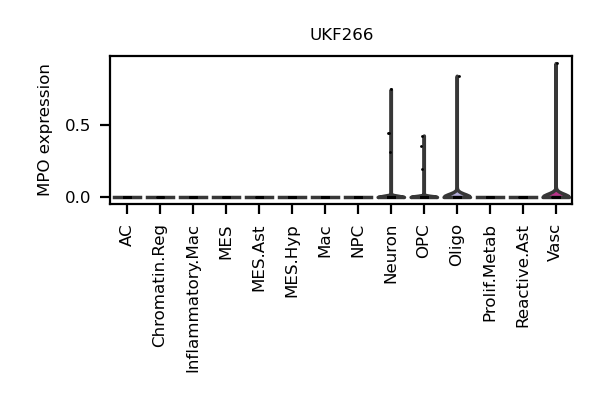 UKF266
MPO expression
0.5
0.0
AC
Chromatin.Reg
Inflammatory.Mac
MES
MES.Ast
MES.Hyp
Mac
NPC
Neuron
OPC
Oligo
Prolif.Metab
Reactive.Ast
Vasc